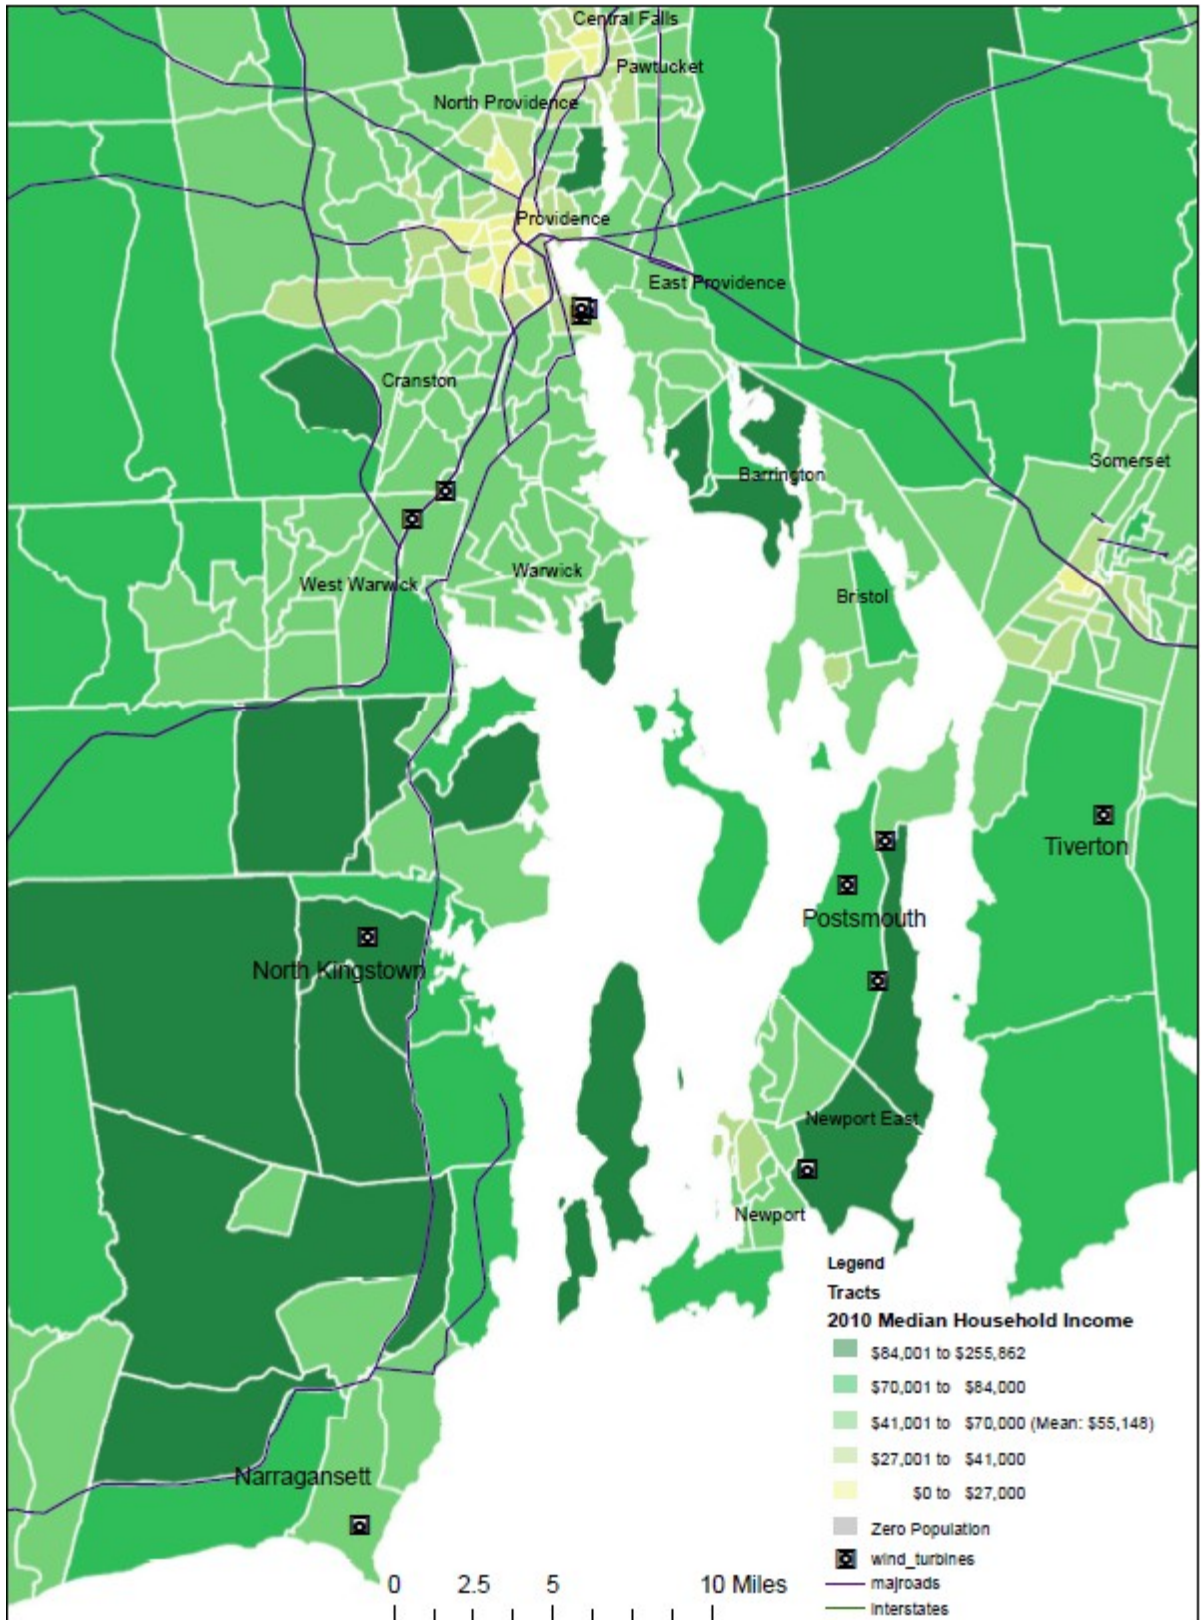 Central Falls
Pawtucket
North Providence
Providence
East Providence
Cranston
Somerset
Barrington
West Warwick
Warwick
Bristol
Tiverton
Postsmouth
North Kingstown
Newport East
Newport
Narragansett
Legend
Tracts
2010 Median Household Income
$84,001 to $255,862
$70,001 to $84,000
$41,001 to $70,000 (Mean: $55,148)
$27,001 to $41,000
$0 to $27,000
Zero Population
wind_turbines
majroads
interstates
0 2.5 5 10 Miles